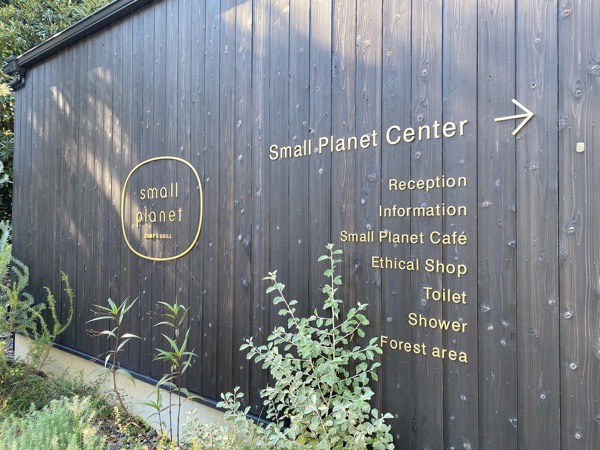 small
planet
CAMP & GRILL
Small Planet Center
Reception
Information
Small Planet Café
Ethical Shop
Toilet
Shower
Forest area